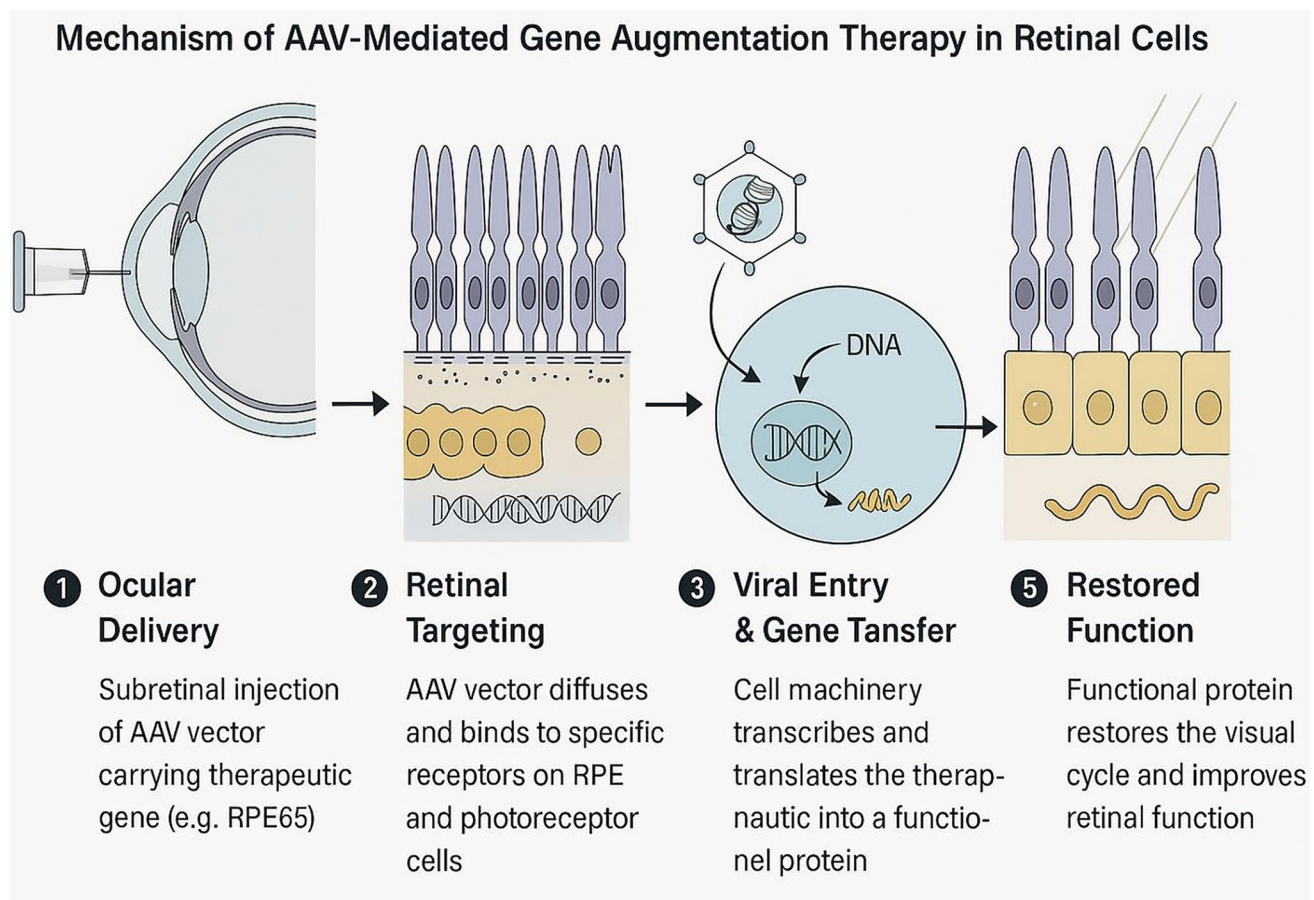 Mechanism of AAV-Mediated Gene Augmentation Therapy in Retinal Cells
DNA
1 Ocular
Delivery
Subretinal injection
of AAV vector
carrying therapeutic
gene (e.g. RPE65)
2 Retinal
Targeting
AAV vector diffuses
and binds to specific
receptors on RPE
and photoreceptor
cells
3 Viral Entry
& Gene Tansfer
Cell machinery
transcribes and
translates the therap-
nautic into a functio-
nel protein
5 Restored
Function
Functional protein
restores the visual
cycle and improves
retinal function